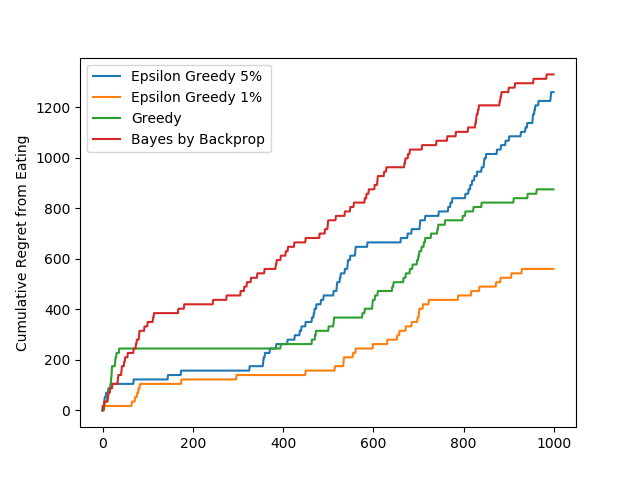 Epsilon Greedy 5%
Epsilon Greedy 1%
Greedy
Bayes by Backprop
Cumulative Regret from Eating
1200
1000
800
600
400
200
0
0 200 400 600 800 1000